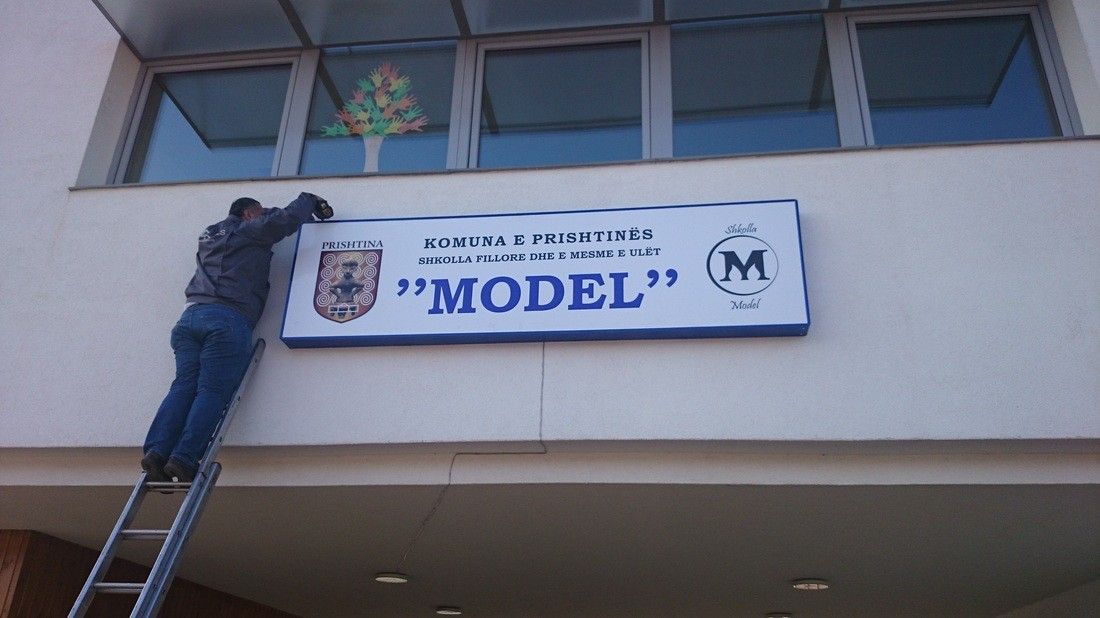 PRISHTINA
KOMUNA E PRISHTINËS
SHKOLLA FILLORE DHE E MESME E ULËT
”MODEL”
Shkolla
M
Model